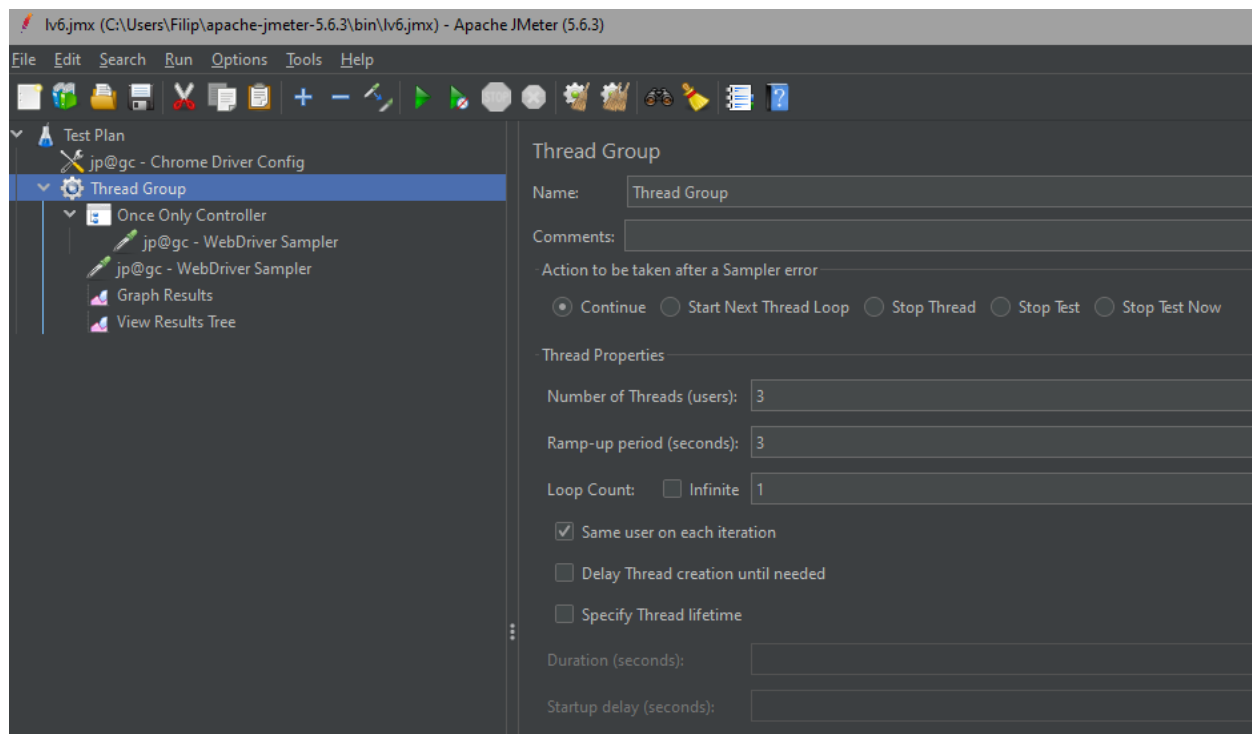 lv6.jmx (C:\Users\Filip\apache-jmeter-5.6.3\bin\lv6.jmx) - Apache JMeter (5.6.3)
File Edit Search Run Options Tools Help
STOP
?
Test Plan
jp@gc - Chrome Driver Config
Thread Group
Once Only Controller
jp@gc - WebDriver Sampler
jp@gc - WebDriver Sampler
Graph Results
View Results Tree
Thread Group
Name: Thread Group
Comments:
Action to be taken after a Sampler error
Continue Start Next Thread Loop Stop Thread Stop Test Stop Test Now
Thread Properties
Number of Threads (users): 3
Ramp-up period (seconds): 3
Loop Count: Infinite 1
Same user on each iteration
Delay Thread creation until needed
Specify Thread lifetime
Duration (seconds):
Startup delay (seconds):